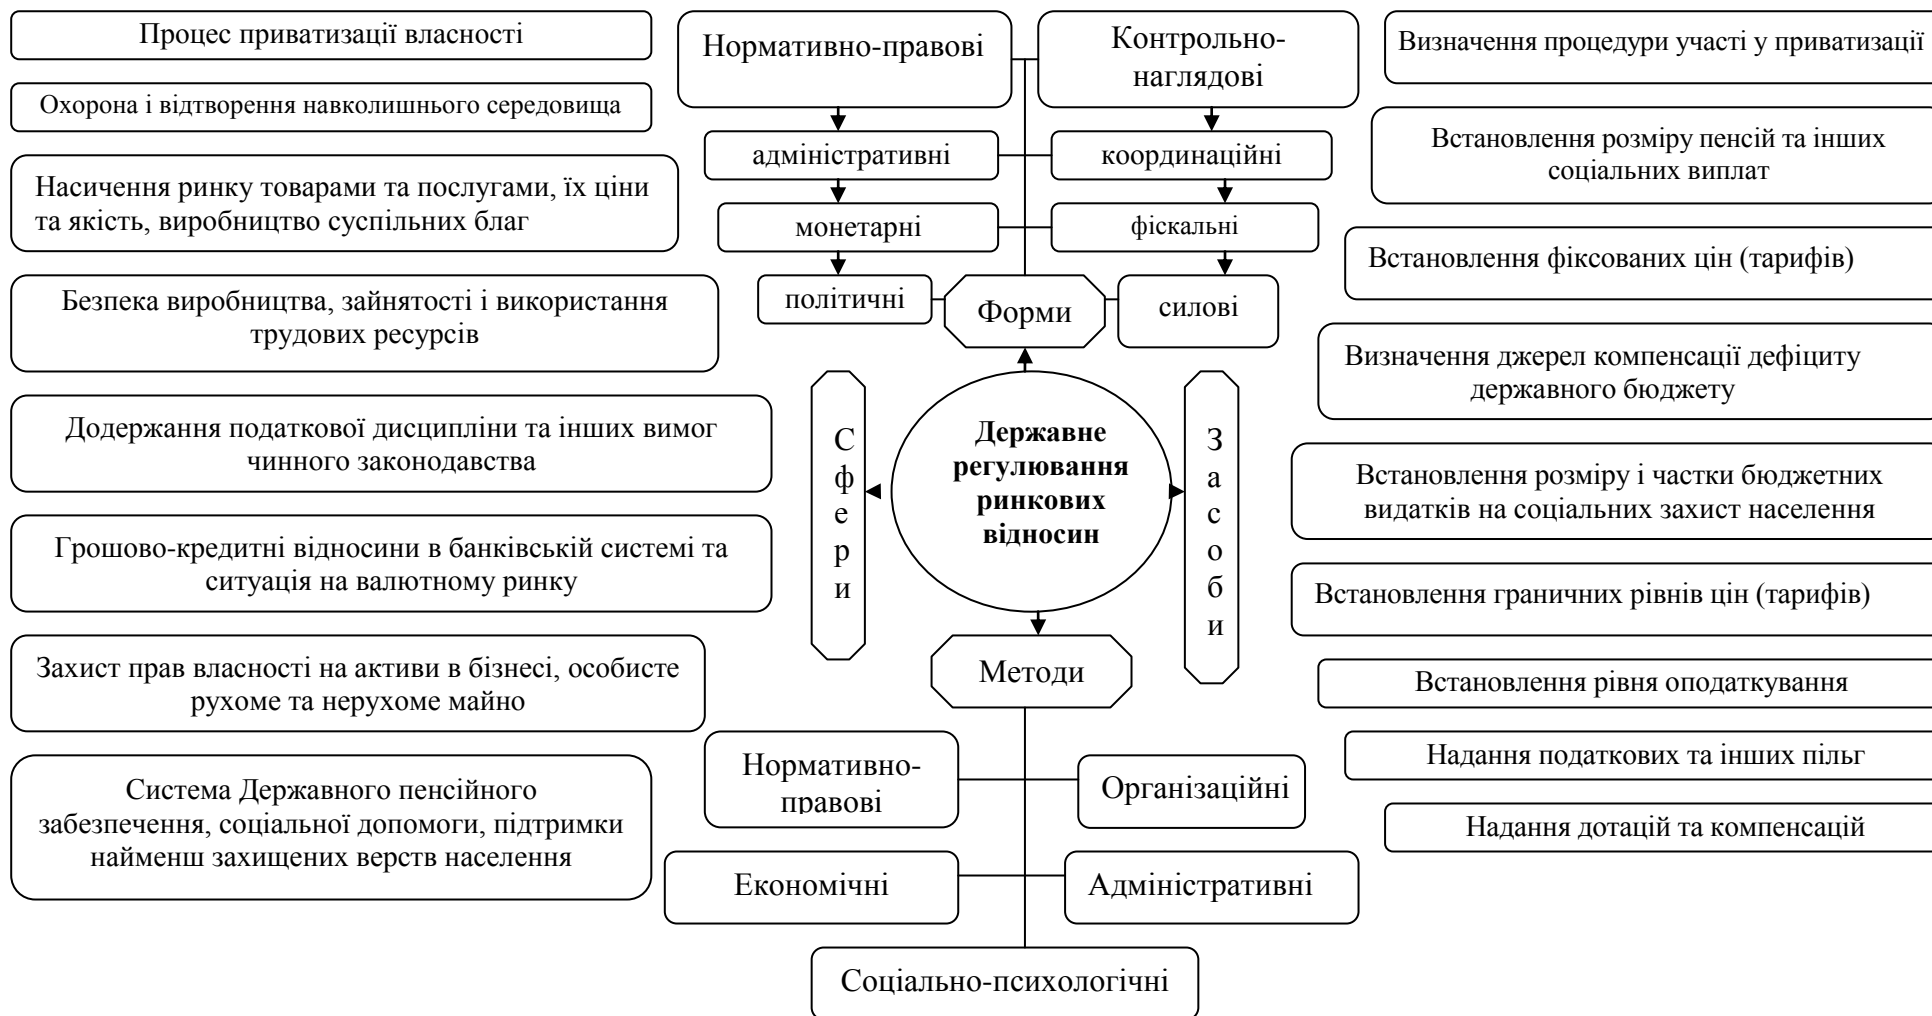 Процес приватизації власності
Охорона і відтворення навколишнього середовища
Насичення ринку товарами та послугами, їх ціни
та якість, виробництво суспільних благ
Безпека виробництва, зайнятості і використання
трудових ресурсів
Додержання податкової дисципліни та інших вимог
чинного законодавства
Грошово-кредитні відносини в банківській системі та
ситуація на валютному ринку
Захист прав власності на активи в бізнесі, особисте
рухоме та нерухоме майно
Система Державного пенсійного
забезпечення, соціальної допомоги, підтримки
найменш захищених верств населення
Нормативно-правові
Контрольно-
наглядові
адміністративні
координаційні
монетарні
фіскальні
політичні
Форми
силові
Сфери
Державне
регулювання
ринкових
відносин
Засоби
Методи
Нормативно-
правові
Організаційні
Економічні
Адміністративні
Соціально-психологічні
Визначення процедури участі у приватизації
Встановлення розміру пенсій та інших
соціальних виплат
Встановлення фіксованих цін (тарифів)
Визначення джерел компенсації дефіциту
державного бюджету
Встановлення розміру і частки бюджетних
видатків на соціальних захист населення
Встановлення граничних рівнів цін (тарифів)
Встановлення рівня оподаткування
Надання податкових та інших пільг
Надання дотацій та компенсацій